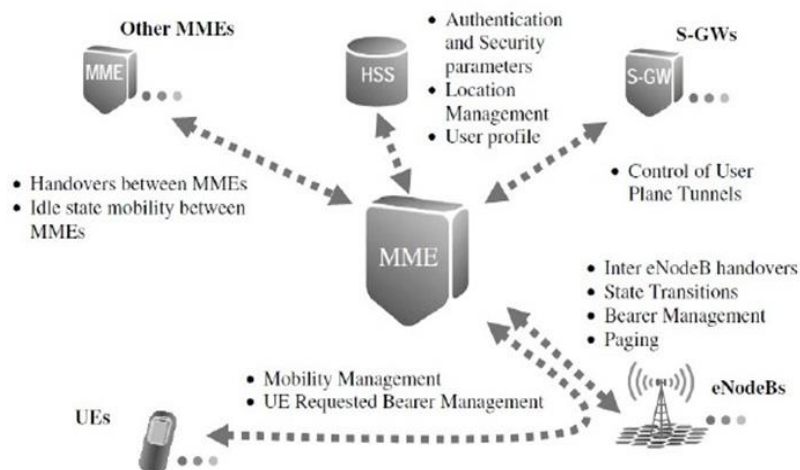 Other MMEs
MME
HSS
• Authentication
and Security
parameters
• Location
Management
• User profile
S-GWs
S-GW
• Handovers between MMEs
• Idle state mobility between
MMEs
• Control of User
Plane Tunnels
MME
• Inter eNodeB handovers
• State Transitions
• Bearer Management
• Paging
• Mobility Management
• UE Requested Bearer Management
UEs
eNodeBs